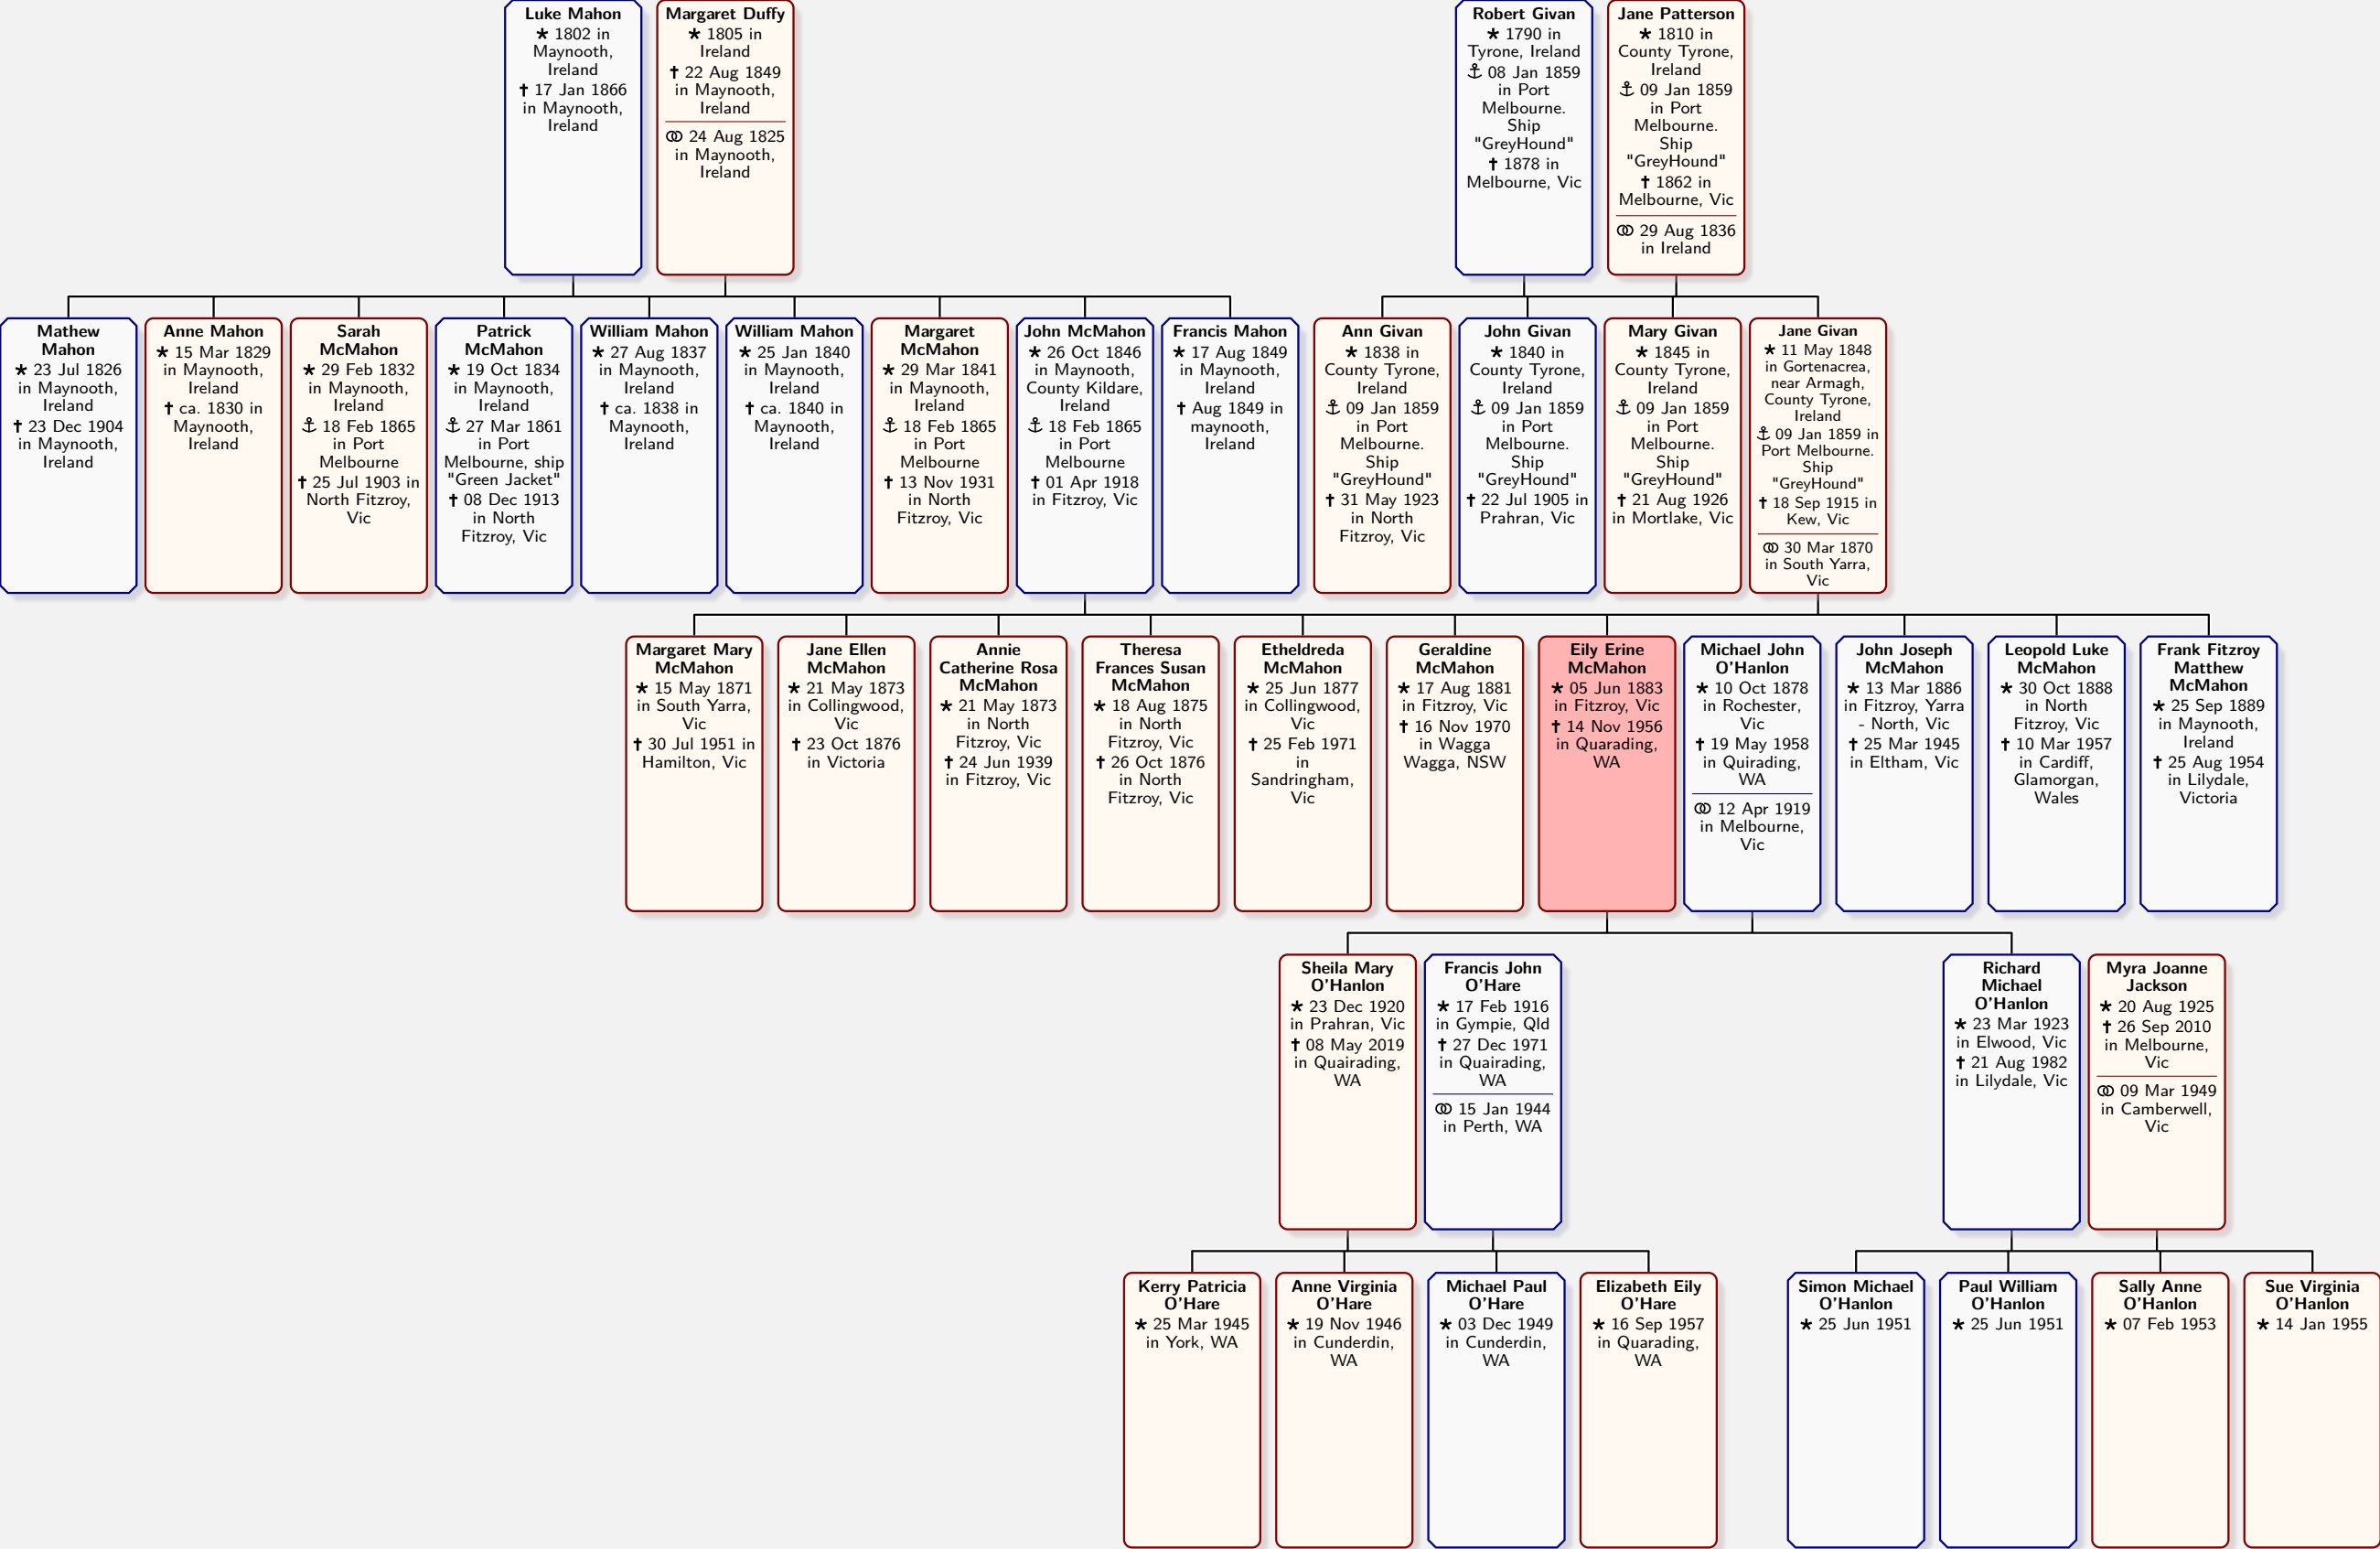 Luke Mahon
★ 1802 in
Maynooth,
Ireland
✝ 17 Jan 1866
in Maynooth,
Ireland
Margaret Duffy
★ 1805 in
Ireland
✝ 22 Aug 1849
in Maynooth,
Ireland
⚭ 24 Aug 1825
in Maynooth,
Ireland
Robert Givan
★ 1790 in
Tyrone, Ireland
⚓ 08 Jan 1859
in Port
Melbourne.
Ship
"GreyHound"
✝ 1878 in
Melbourne, Vic
Jane Patterson
★ 1810 in
County Tyrone,
Ireland
⚓ 09 Jan 1859
in Port
Melbourne.
Ship
"GreyHound"
✝ 1862 in
Melbourne, Vic
⚭ 29 Aug 1836
in Ireland
Mathew
Mahon
★ 23 Jul 1826
in Maynooth,
Ireland
✝ 23 Dec 1904
in Maynooth,
Ireland
Anne Mahon
★ 15 Mar 1829
in Maynooth,
Ireland
✝ ca. 1830 in
Maynooth,
Ireland
Sarah
McMahon
★ 29 Feb 1832
in Maynooth,
Ireland
⚓ 18 Feb 1865
in Port
Melbourne
✝ 25 Jul 1903 in
North Fitzroy,
Vic
Patrick
McMahon
★ 19 Oct 1834
in Maynooth,
Ireland
⚓ 27 Mar 1861
in Port
Melbourne, ship
"Green Jacket"
✝ 08 Dec 1913
in North
Fitzroy, Vic
William Mahon
★ 27 Aug 1837
in Maynooth,
Ireland
✝ ca. 1838 in
Maynooth,
Ireland
William Mahon
★ 25 Jan 1840
in Maynooth,
Ireland
✝ ca. 1840 in
Maynooth,
Ireland
Margaret
McMahon
★ 29 Mar 1841
in Maynooth,
Ireland
⚓ 18 Feb 1865
in Port
Melbourne
✝ 13 Nov 1931
in North
Fitzroy, Vic
John McMahon
★ 26 Oct 1846
in Maynooth,
County Kildare,
Ireland
⚓ 18 Feb 1865
in Port
Melbourne
✝ 01 Apr 1918
in Fitzroy, Vic
Francis Mahon
★ 17 Aug 1849
in Maynooth,
Ireland
✝ Aug 1849 in
maynooth,
Ireland
Ann Givan
★ 1838 in
County Tyrone,
Ireland
⚓ 09 Jan 1859
in Port
Melbourne.
Ship
"GreyHound"
✝ 31 May 1923
in North
Fitzroy, Vic
John Givan
★ 1840 in
County Tyrone,
Ireland
⚓ 09 Jan 1859
in Port
Melbourne.
Ship
"GreyHound"
✝ 22 Jul 1905 in
Prahran, Vic
Mary Givan
★ 1845 in
County Tyrone,
Ireland
⚓ 09 Jan 1859
in Port
Melbourne.
Ship
"GreyHound"
✝ 21 Aug 1926
in Mortlake, Vic
Jane Givan
★ 11 May 1848
in Gortenacrea,
near Armagh,
County Tyrone,
Ireland
⚓ 09 Jan 1859 in
Port Melbourne.
Ship
"GreyHound"
✝ 18 Sep 1915 in
Kew, Vic
⚭ 30 Mar 1870
in South Yarra,
Vic
Margaret Mary
McMahon
★ 15 May 1871
in South Yarra,
Vic
✝ 30 Jul 1951 in
Hamilton, Vic
Jane Ellen
McMahon
★ 21 May 1873
in Collingwood,
Vic
✝ 23 Oct 1876
in Victoria
Annie
Catherine Rosa
McMahon
★ 21 May 1873
in North
Fitzroy, Vic
✝ 24 Jun 1939
in Fitzroy, Vic
Theresa
Frances Susan
McMahon
★ 18 Aug 1875
in North
Fitzroy, Vic
✝ 26 Oct 1876
in North
Fitzroy, Vic
Etheldreda
McMahon
★ 25 Jun 1877
in Collingwood,
Vic
✝ 25 Feb 1971
in
Sandringham,
Vic
Geraldine
McMahon
★ 17 Aug 1881
in Fitzroy, Vic
✝ 16 Nov 1970
in Wagga
Wagga, NSW
Eily Erine
McMahon
★ 05 Jun 1883
in Fitzroy, Vic
✝ 14 Nov 1956
in Quarading,
WA
Michael John
O'Hanlon
★ 10 Oct 1878
in Rochester,
Vic
✝ 19 May 1958
in Quirading,
WA
⚭ 12 Apr 1919
in Melbourne,
Vic
John Joseph
McMahon
★ 13 Mar 1886
in Fitzroy, Yarra
- North, Vic
✝ 25 Mar 1945
in Eltham, Vic
Leopold Luke
McMahon
★ 30 Oct 1888
in North
Fitzroy, Vic
✝ 10 Mar 1957
in Cardiff,
Glamorgan,
Wales
Frank Fitzroy
Matthew
McMahon
★ 25 Sep 1889
in Maynooth,
Ireland
✝ 25 Aug 1954
in Lilydale,
Victoria
Sheila Mary
O'Hanlon
★ 23 Dec 1920
in Prahran, Vic
✝ 08 May 2019
in Quairading,
WA
Francis John
O'Hare
★ 17 Feb 1916
in Gympie, Qld
✝ 27 Dec 1971
in Quairading,
WA
⚭ 15 Jan 1944
in Perth, WA
Richard
Michael
O'Hanlon
★ 23 Mar 1923
in Elwood, Vic
✝ 21 Aug 1982
in Lilydale, Vic
Myra Joanne
Jackson
★ 20 Aug 1925
✝ 26 Sep 2010
in Melbourne,
Vic
⚭ 09 Mar 1949
in Camberwell,
Vic
Kerry Patricia
O'Hare
★ 25 Mar 1945
in York, WA
Anne Virginia
O'Hare
★ 19 Nov 1946
in Cunderdin,
WA
Michael Paul
O'Hare
★ 03 Dec 1949
in Cunderdin,
WA
Elizabeth Eily
O'Hare
★ 16 Sep 1957
in Quarading,
WA
Simon Michael
O'Hanlon
★ 25 Jun 1951
Paul William
O'Hanlon
★ 25 Jun 1951
Sally Anne
O'Hanlon
★ 07 Feb 1953
Sue Virginia
O'Hanlon
★ 14 Jan 1955